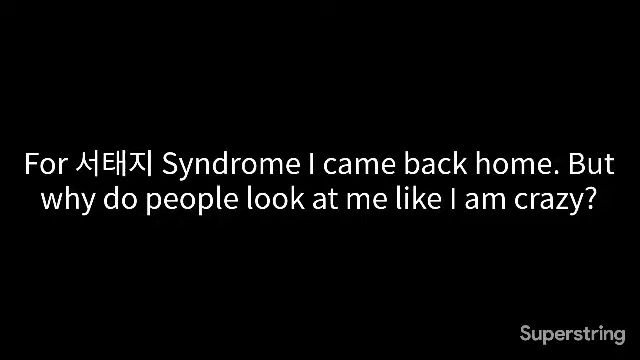 For 서태지 Syndrome I came back home. But
why do people look at me like I am crazy?
Superstring